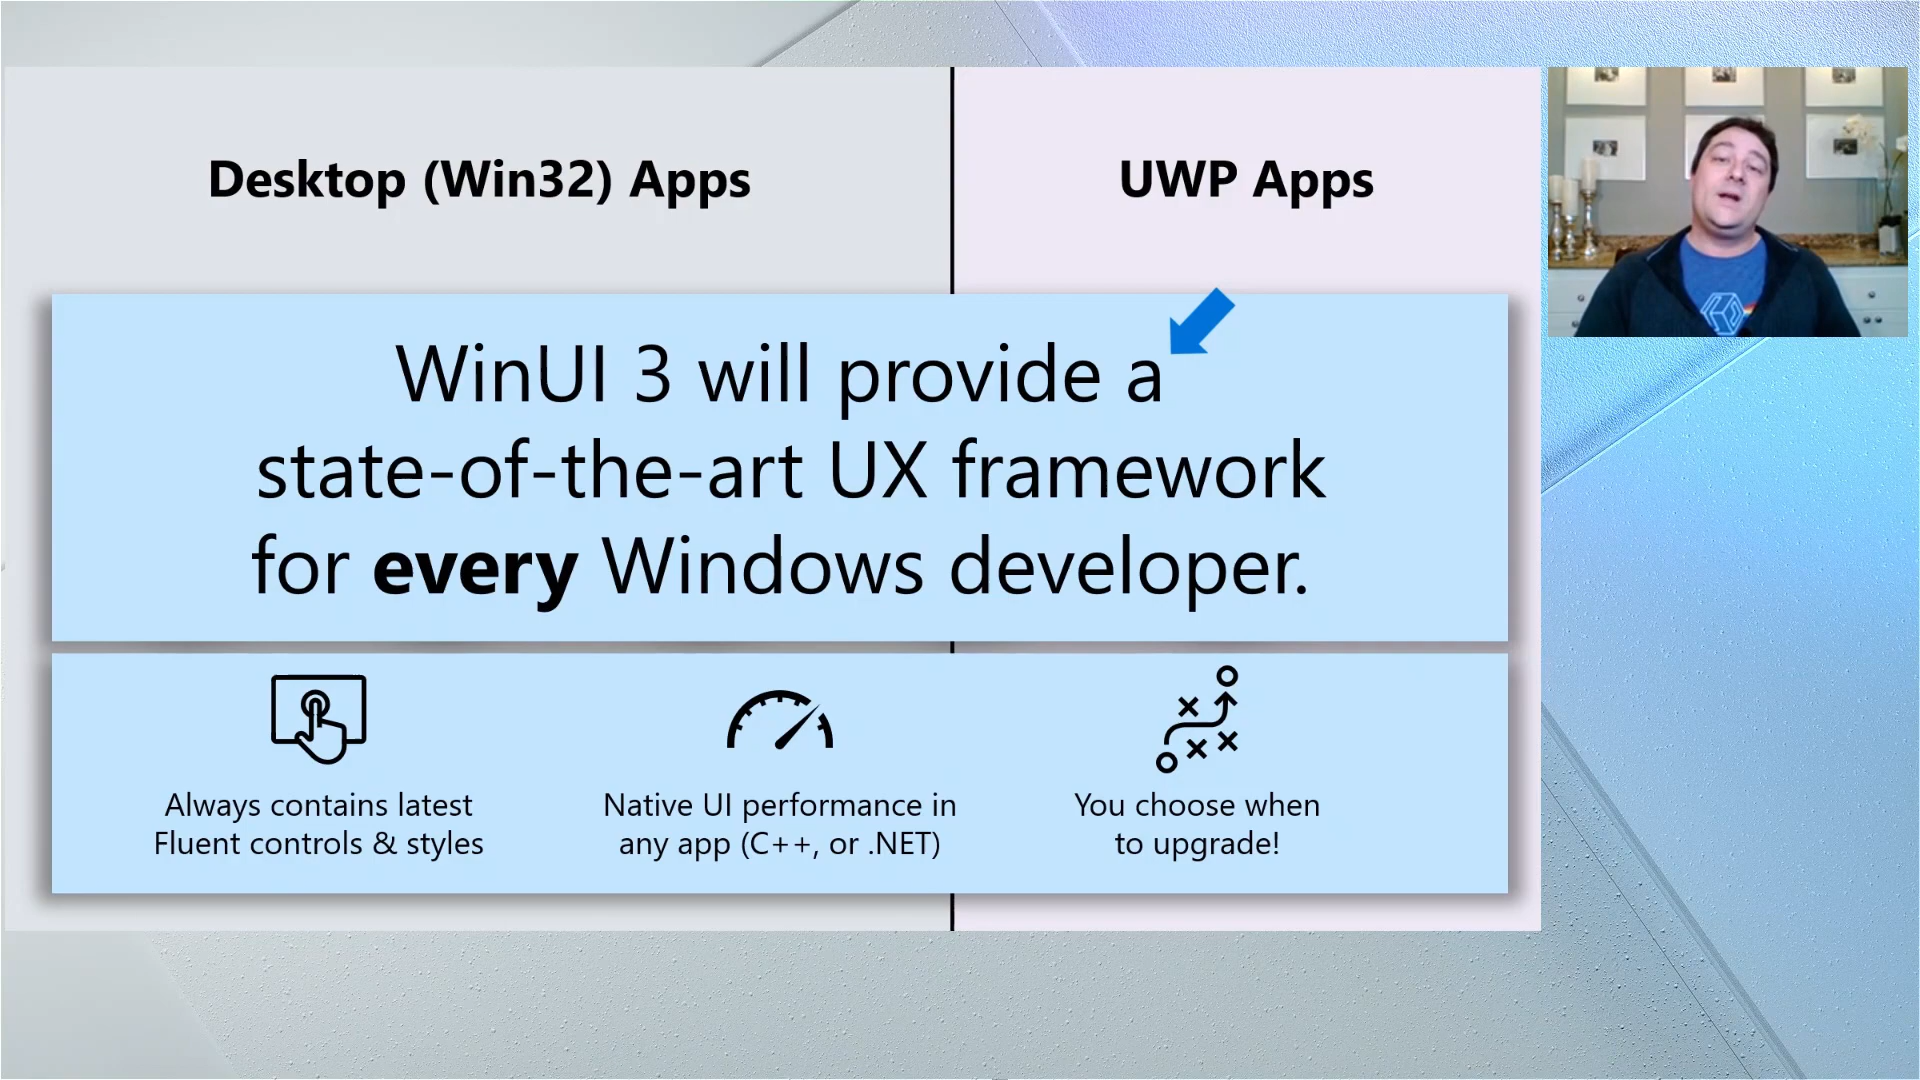 Desktop (Win32) Apps
UWP Apps
WinUI 3 will provide a
state-of-the-art UX framework
for every Windows developer.
Always contains latest
Fluent controls & styles
Native UI performance in
any app (C++, or .NET)
You choose when
to upgrade!